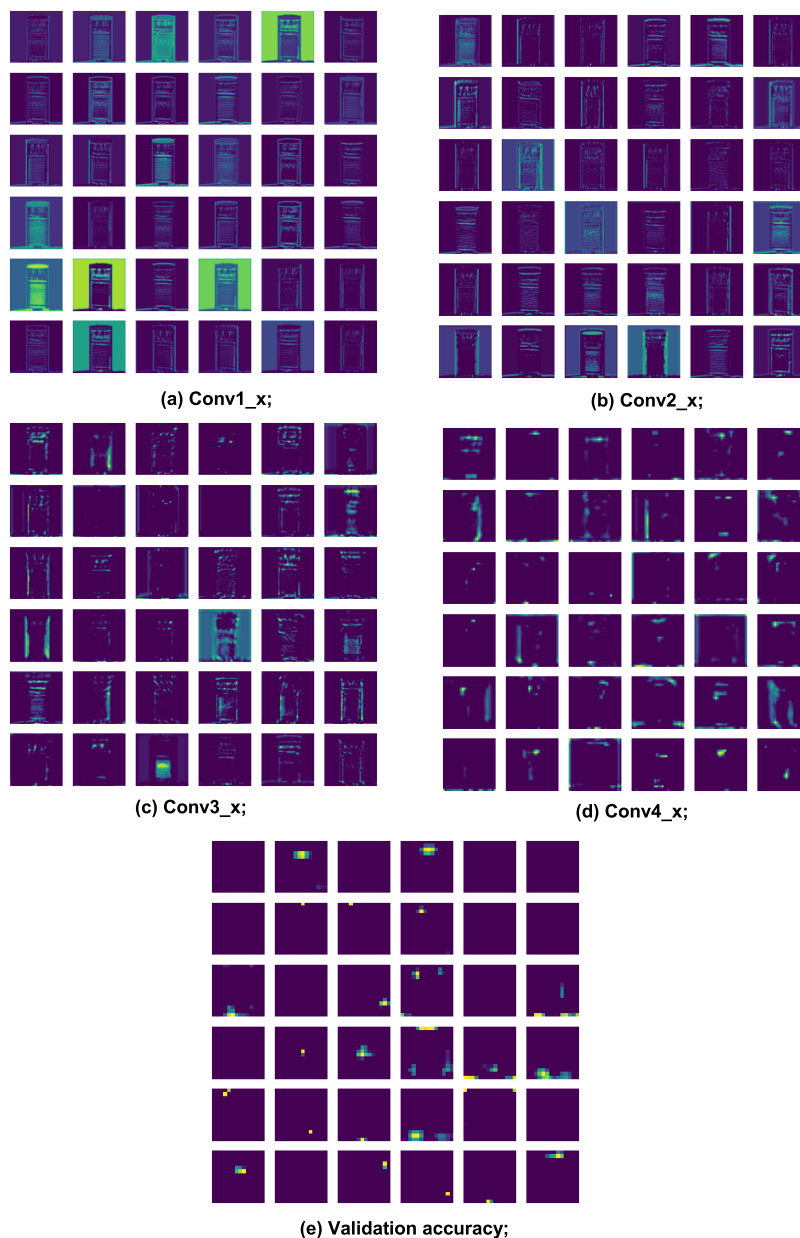 (a) Conv1_x;
(b) Conv2_x;
(c) Conv3_x;
(d) Conv4_x;
(e) Validation accuracy;